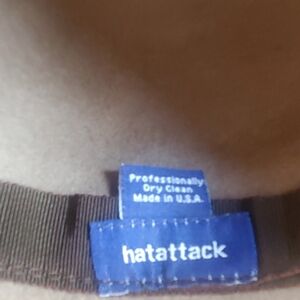 Professionally
Dry Clean
Made in U.S.A.
hatattack